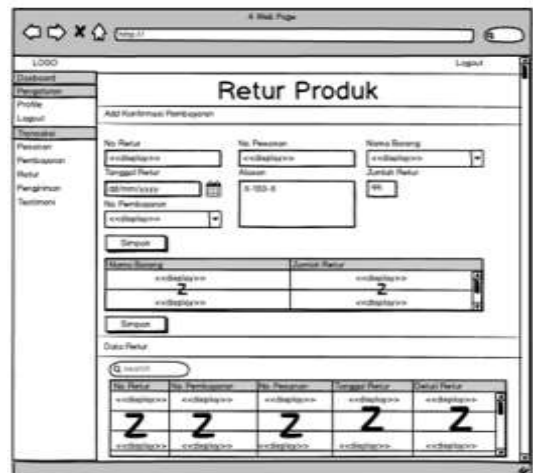 A Web Page
http://
LOGO
Logout
Dasboard
Pengaturan
Profile
Logout
Transaksi
Pesanan
Pembayaran
Retur
Pengiriman
Testimoni
Retur Produk
Add Konfirmasi Pembayaran
No. Retur
<<display>>
No. Pesanan
<<display>>
Nama Barang
<<display>>
Tanggal Retur
dd/mm/yyyy
Alasan
X-150-X
Jumlah Retur
No. Pembayaran
<<display>>
Simpan
Nama Barang Jumlah Retur
<<display>> <<display>>
Z Z
<<display>> <<display>>
Simpan
Data Retur
search
No. Retur No. Pembayaran No. Pesanan Tanggal Retur Detail Retur
<<display>> <<display>> <<display>> <<display>> <<display>>
Z Z Z Z Z
<<display>> <<display>> <<display>> <<display>> <<display>>